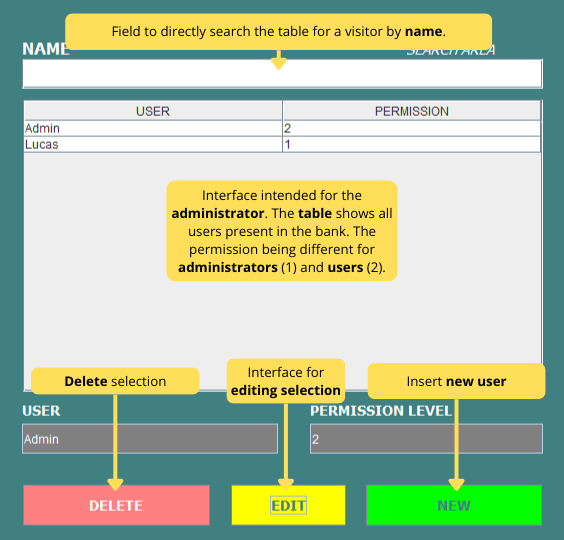 Field to directly search the table for a visitor by name.
NAME SEARCH AREA
USER PERMISSION
Admin 2
Lucas 1
Interface intended for the
administrator. The table shows all
users present in the bank. The
permission being different for
administrators (1) and users (2).
Delete selection
Interface for
editing selection
Insert new user
USER PERMISSION LEVEL
Admin 2
DELETE EDIT NEW